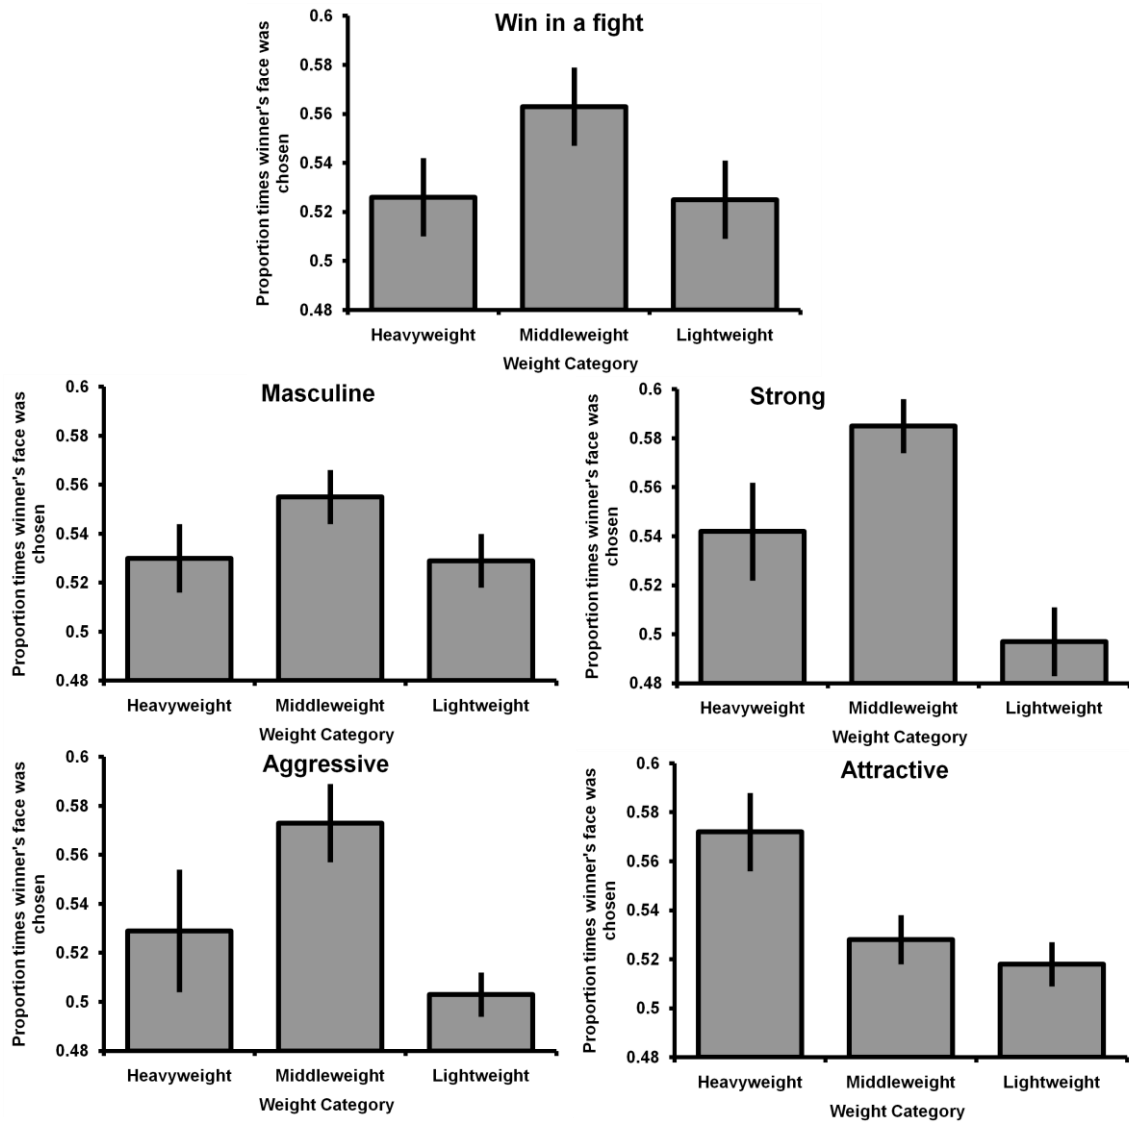 Win in a fight
Proportion times winner's face was
chosen
0.6
0.58
0.56
0.54
0.52
0.5
0.48
Heavyweight Middleweight Lightweight
Weight Category
Masculine
Proportion times winner's face was
chosen
0.6
0.58
0.56
0.54
0.52
0.5
0.48
Heavyweight Middleweight Lightweight
Weight Category
Strong
Proportion times winner's face was
chosen
0.6
0.58
0.56
0.54
0.52
0.5
0.48
Heavyweight Middleweight Lightweight
Weight Category
Aggressive
Proportion times winner's face was
chosen
0.6
0.58
0.56
0.54
0.52
0.5
0.48
Heavyweight Middleweight Lightweight
Weight Category
Attractive
Proportion times winner's face was
chosen
0.6
0.58
0.56
0.54
0.52
0.5
0.48
Heavyweight Middleweight Lightweight
Weight Category